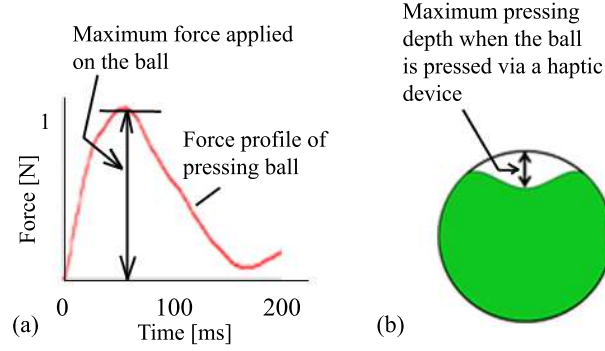 Maximum force applied
on the ball
1
Force [N]
Force profile of
pressing ball
0
100
200
Time [ms]
(a)
Maximum pressing
depth when the ball
is pressed via a haptic
device
(b)